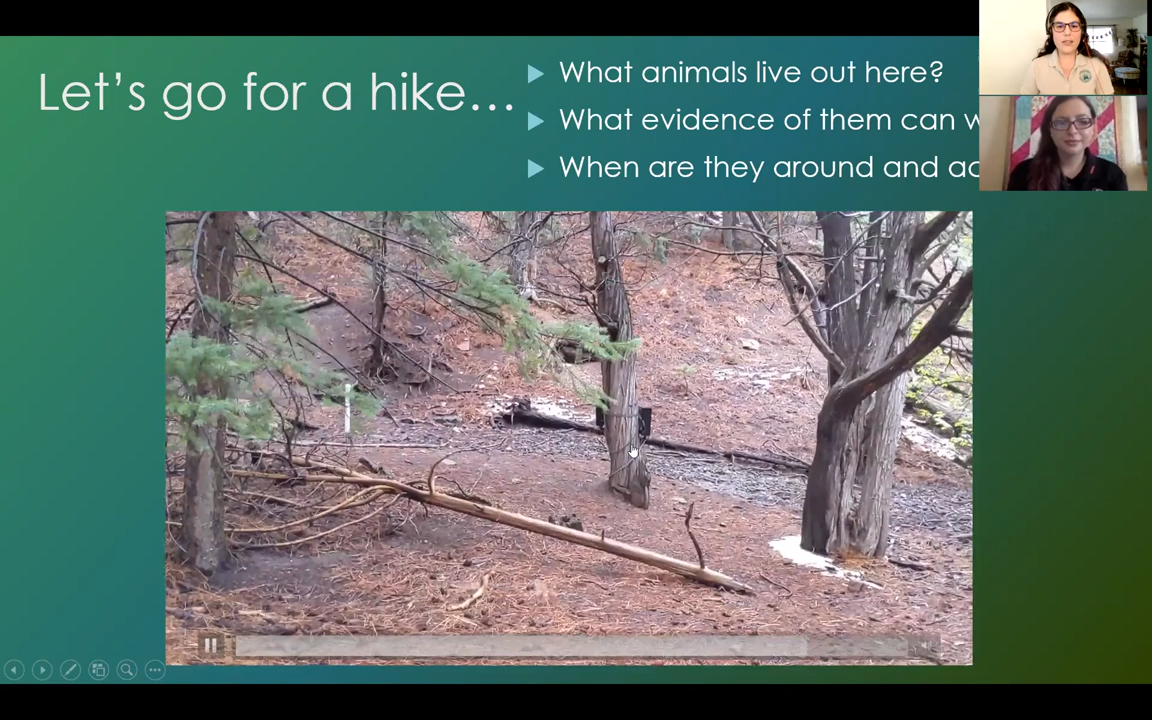 Let's go for a hike...
What animals live out here?
What evidence of them can
When are they around and